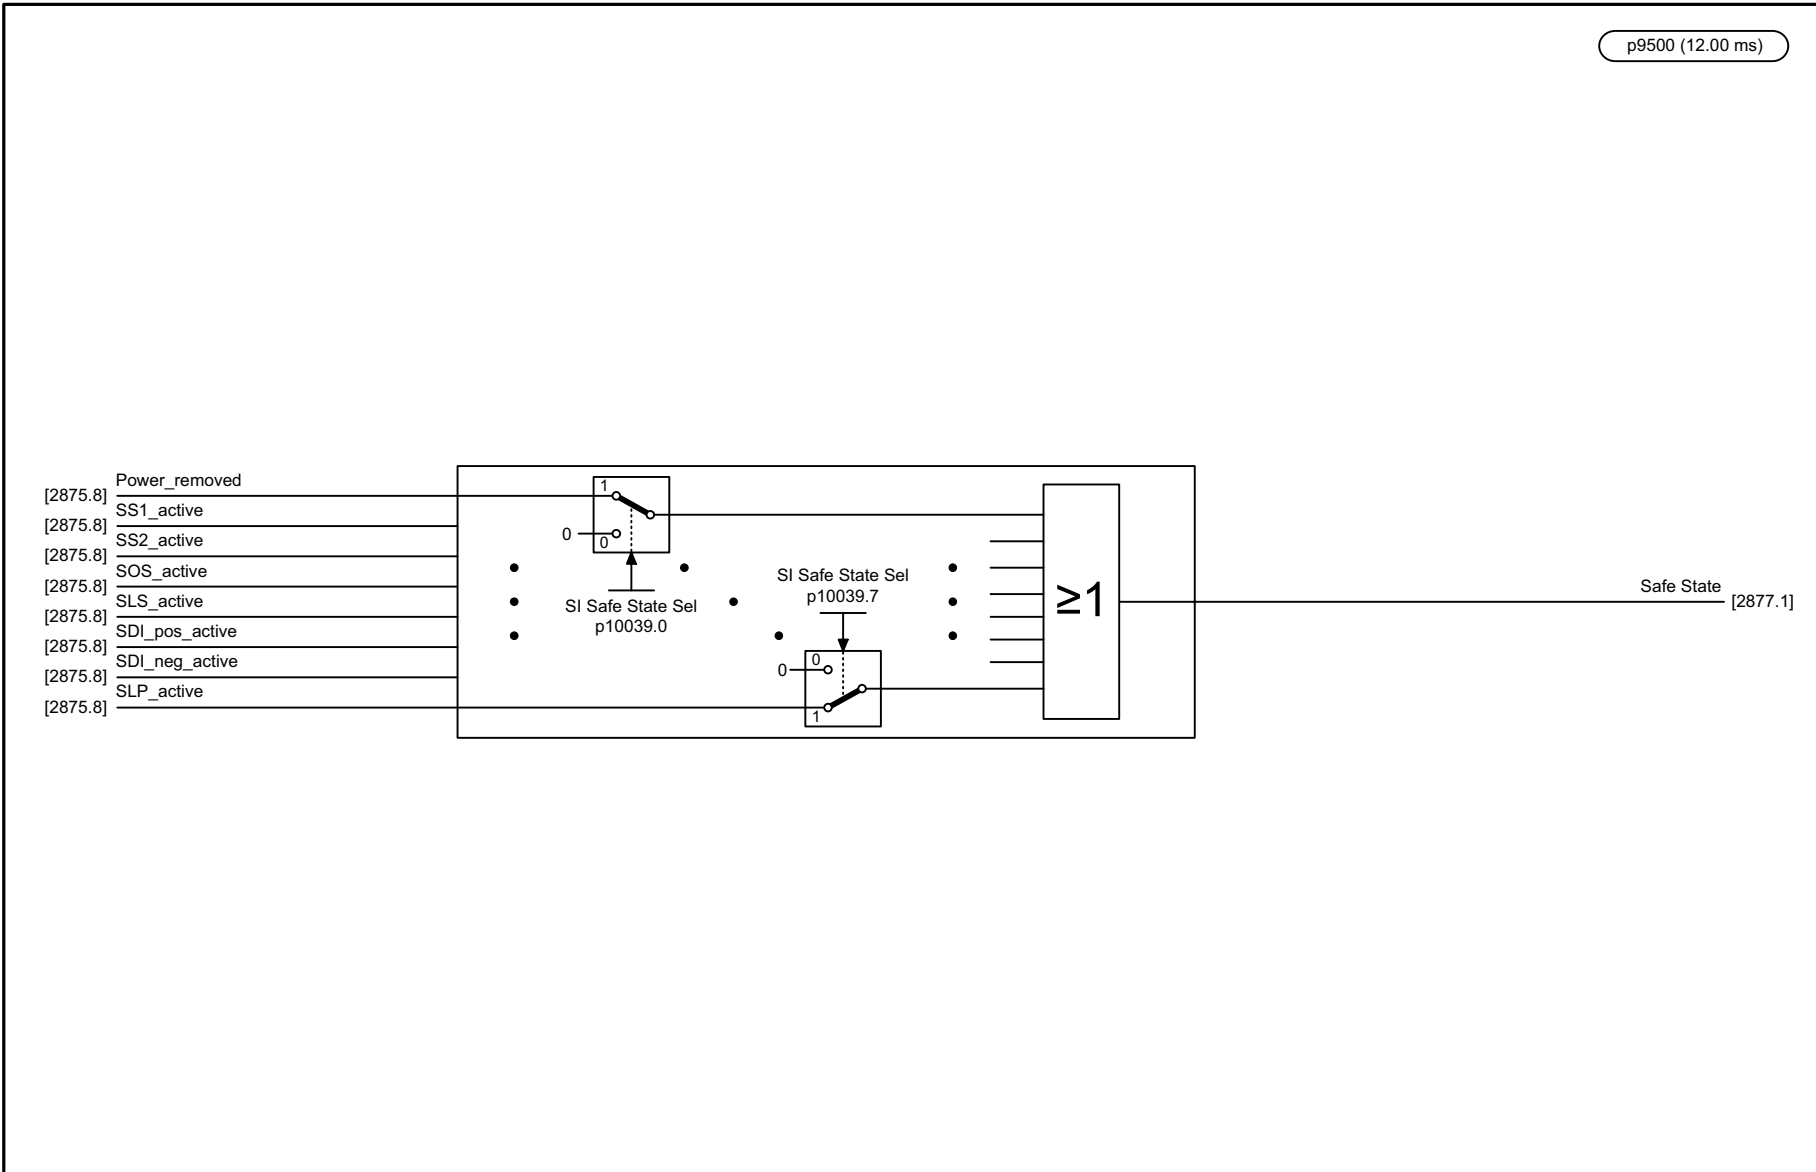 p9500 (12.00 ms)
Power_removed
[2875.8]
SS1_active
[2875.8]
SS2_active
[2875.8]
SOS_active
[2875.8]
SLS_active
[2875.8]
SDI_pos_active
[2875.8]
SDI_neg_active
[2875.8]
SLP_active
[2875.8]
1
0
0
SI Safe State Sel
p10039.0
SI Safe State Sel
p10039.7
0
0
1
≥1
Safe State
[2877.1]